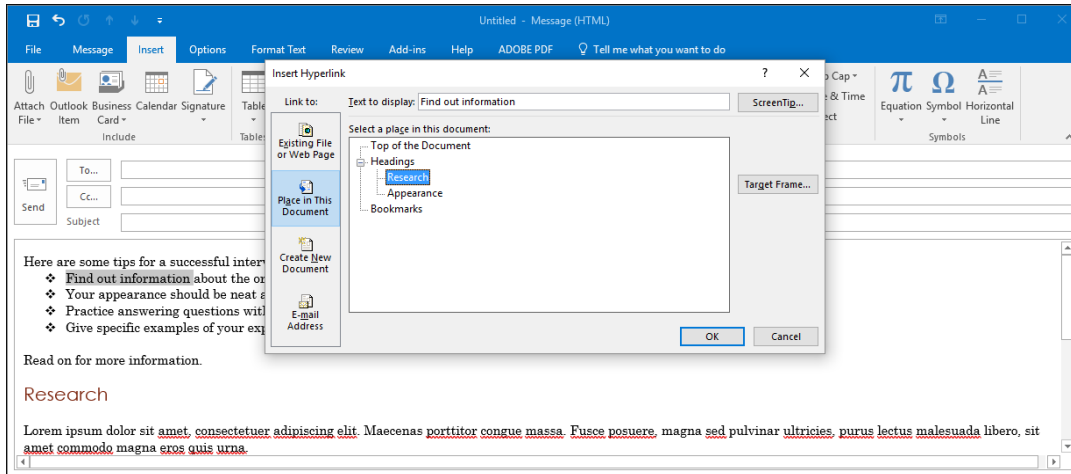 Untitled - Message (HTML)
File Message Insert Options Format Text Review Add-ins Help ADOBE PDF Tell me what you want to do
Attach File Outlook Item Business Card Calendar Signature
Include
Table
Tables
Cap
& Time
Equation Symbol Horizontal Line
Symbols
Insert Hyperlink
?
Link to:
Text to display: Find out information
ScreenTip...
Select a place in this document:
Existing File or Web Page
Place in This Document
Create New Document
E-mail Address
Top of the Document
Headings
Research
Appearance
Bookmarks
Target Frame...
OK Cancel
Send
To...
Cc...
Subject
Here are some tips for a successful
Find out information about the
Your appearance should be neat
Practice answering questions
Give specific examples of your
Read on for more information.
Research
Lorem ipsum dolor sit amet, consectetuer adipiscing elit. Maecenas porttitor congue massa. Fusce posuere, magna sed pulvinar ultricies, purus lectus malesuada libero, sit
amet commodo magna eros quis urna.